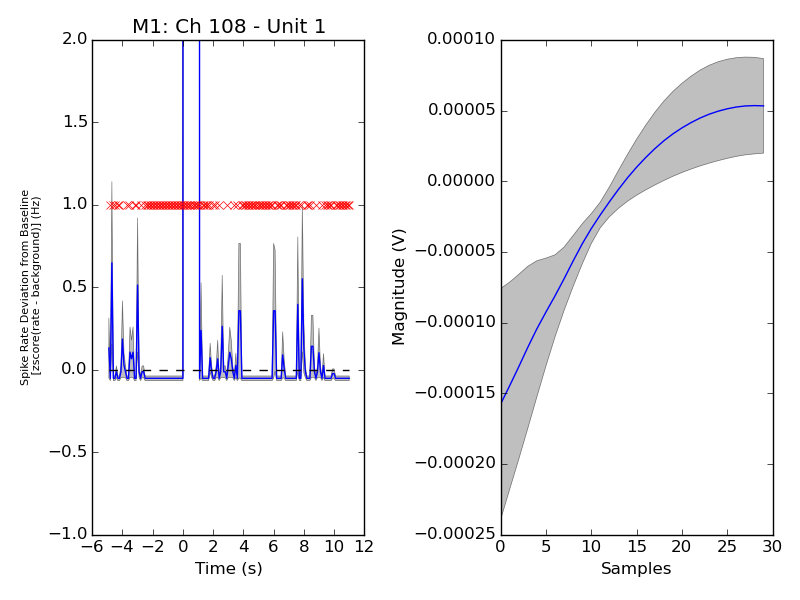 M1: Ch 108 - Unit 1
Spike Rate Deviation from Baseline
[zscore(rate - background)] (Hz)
2.0
1.5
1.0
0.5
0.0
−0.5
−1.0
−6 −4 −2 0 2 4 6 8 10 12
Time (s)
Magnitude (V)
0.00010
0.00005
0.00000
−0.00005
−0.00010
−0.00015
−0.00020
−0.00025
0 5 10 15 20 25 30
Samples